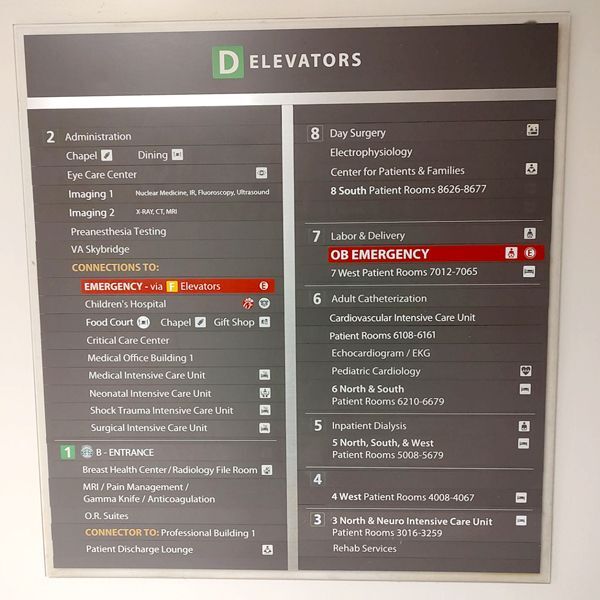 D ELEVATORS
2 Administration
Chapel Dining
Eye Care Center
Imaging 1 Nuclear Medicine, IR, Fluoroscopy, Ultrasound
Imaging 2 X-RAY, CT, MRI
Preanesthesia Testing
VA Skybridge
CONNECTIONS TO:
EMERGENCY - via F Elevators E
Children's Hospital
Food Court Chapel Gift Shop
Critical Care Center
Medical Office Building 1
Medical Intensive Care Unit
Neonatal Intensive Care Unit
Shock Trauma Intensive Care Unit
Surgical Intensive Care Unit
1 B - ENTRANCE
Breast Health Center / Radiology File Room
MRI / Pain Management /
Gamma Knife / Anticoagulation
O.R. Suites
CONNECTOR TO: Professional Building 1
Patient Discharge Lounge
8 Day Surgery
Electrophysiology
Center for Patients & Families
8 South Patient Rooms 8626-8677
7 Labor & Delivery
OB EMERGENCY E
7 West Patient Rooms 7012-7065
6 Adult Catheterization
Cardiovascular Intensive Care Unit
Patient Rooms 6108-6161
Echocardiogram / EKG
Pediatric Cardiology
6 North & South
Patient Rooms 6210-6679
5 Inpatient Dialysis
5 North, South, & West
Patient Rooms 5008-5679
4
4 West Patient Rooms 4008-4067
3 3 North & Neuro Intensive Care Unit
Patient Rooms 3016-3259
Rehab Services